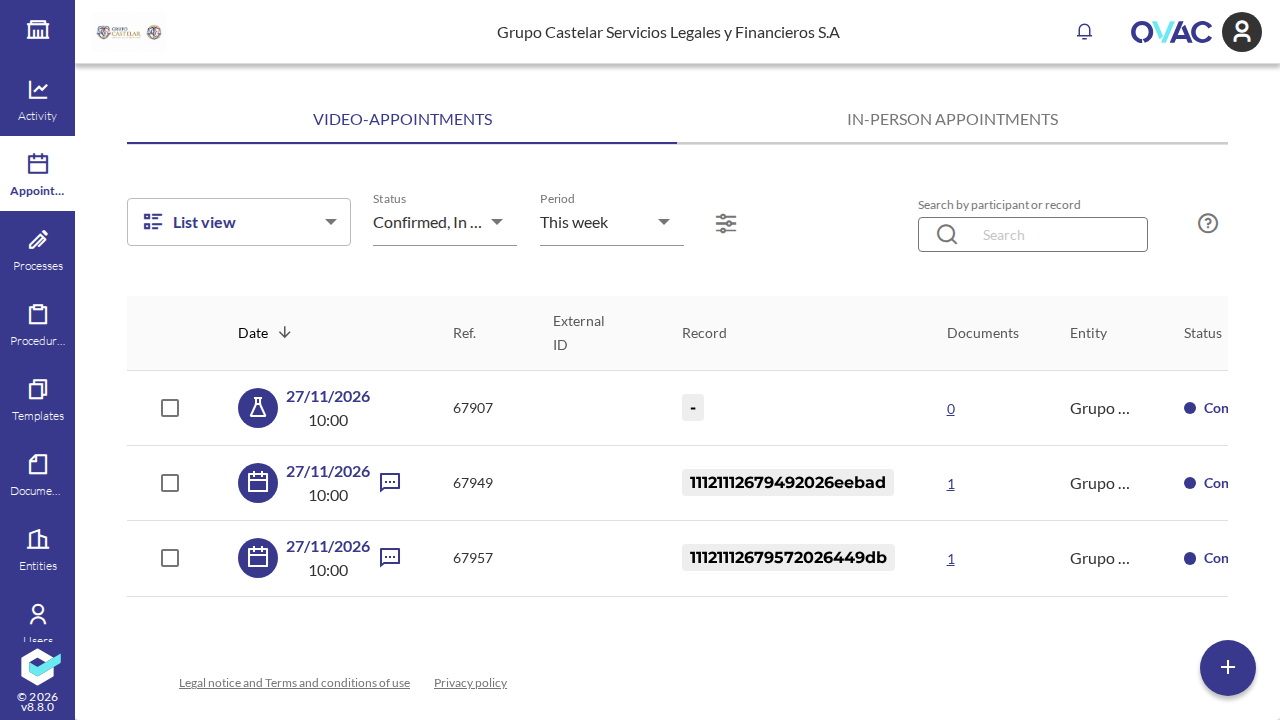 GRUPO
CASTELAR
Grupo Castelar Servicios Legales y Financieros S.A
OVAC
Activity
Appoint...
Processes
Procedur...
Templates
Docume...
Entities
Users
© 2026
v8.8.0
VIDEO-APPOINTMENTS
IN-PERSON APPOINTMENTS
List view
Status
Confirmed, In ...
Period
This week
Search by participant or record
Search
Date
Ref.
External
ID
Record
Documents
Entity
Status
27/11/2026
10:00
67907
-
0
Grupo ...
Con
27/11/2026
10:00
67949
11121112679492026eebad
1
Grupo ...
Con
27/11/2026
10:00
67957
11121112679572026449db
1
Grupo ...
Con
Legal notice and Terms and conditions of use
Privacy policy